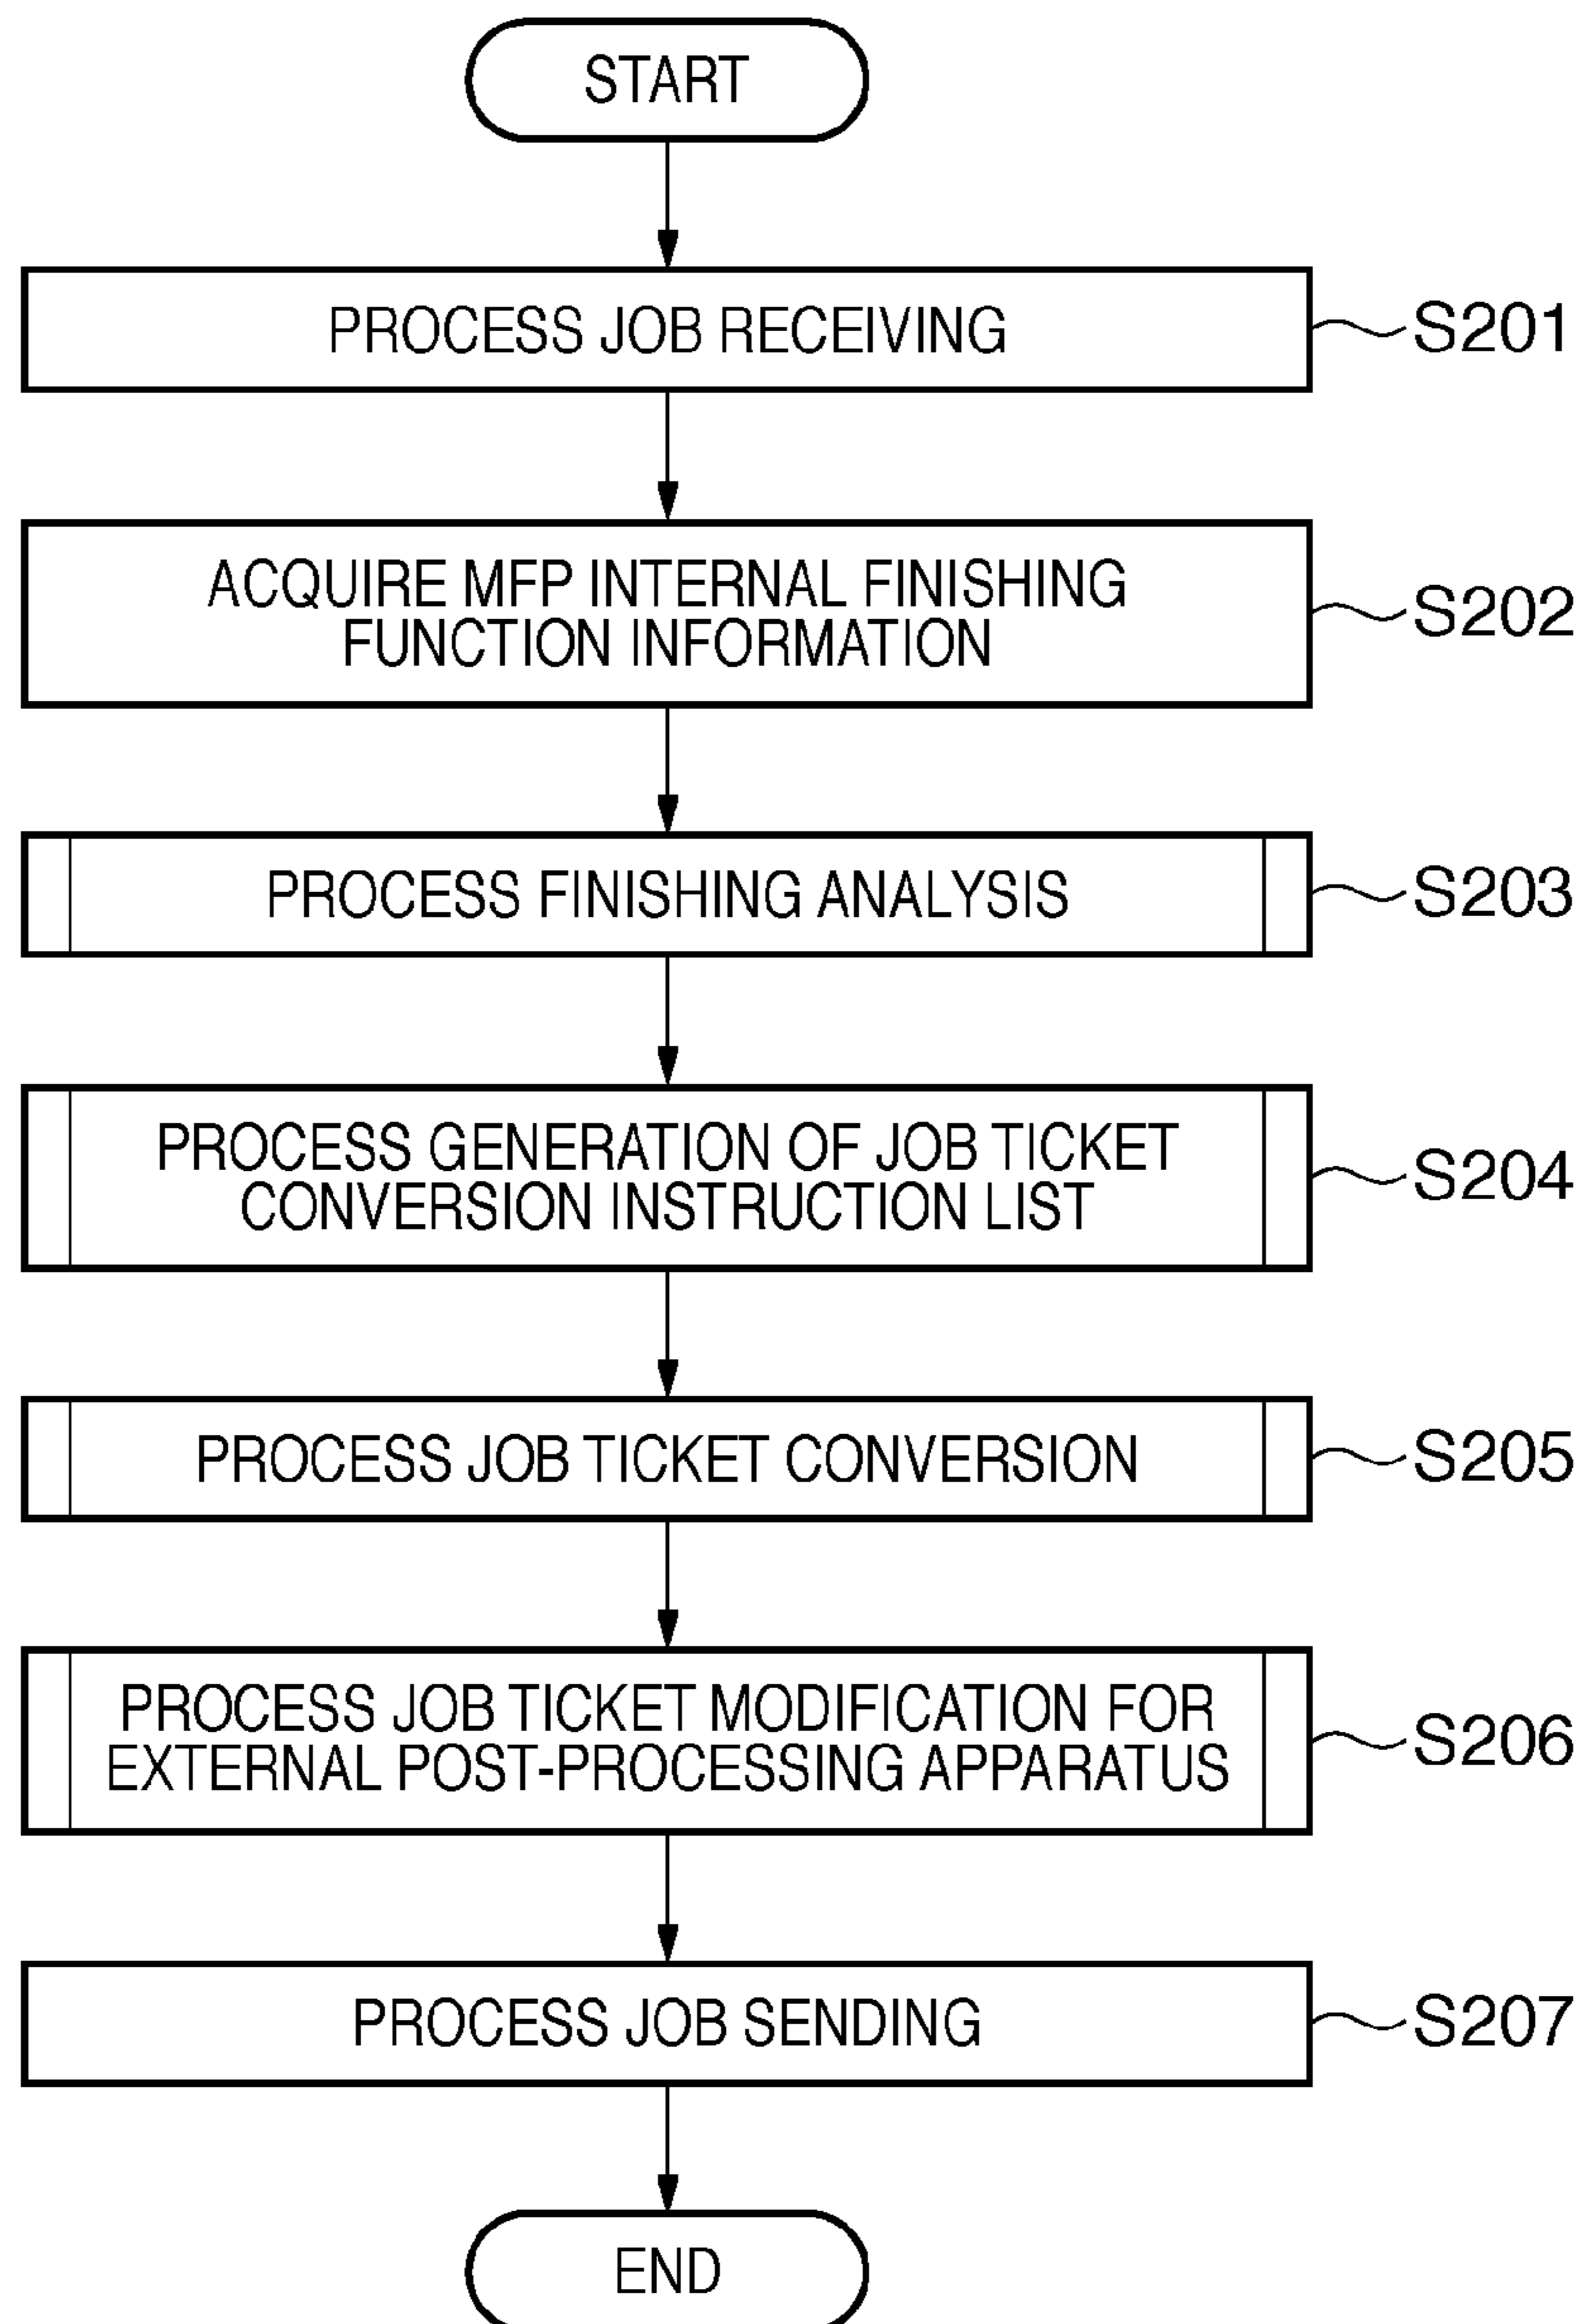 START
PROCESS JOB RECEIVING
S201
ACQUIRE MFP INTERNAL FINISHING
FUNCTION INFORMATION
S202
PROCESS FINISHING ANALYSIS
S203
PROCESS GENERATION OF JOB TICKET
CONVERSION INSTRUCTION LIST
S204
PROCESS JOB TICKET CONVERSION
S205
PROCESS JOB TICKET MODIFICATION FOR
EXTERNAL POST-PROCESSING APPARATUS
S206
PROCESS JOB SENDING
S207
END